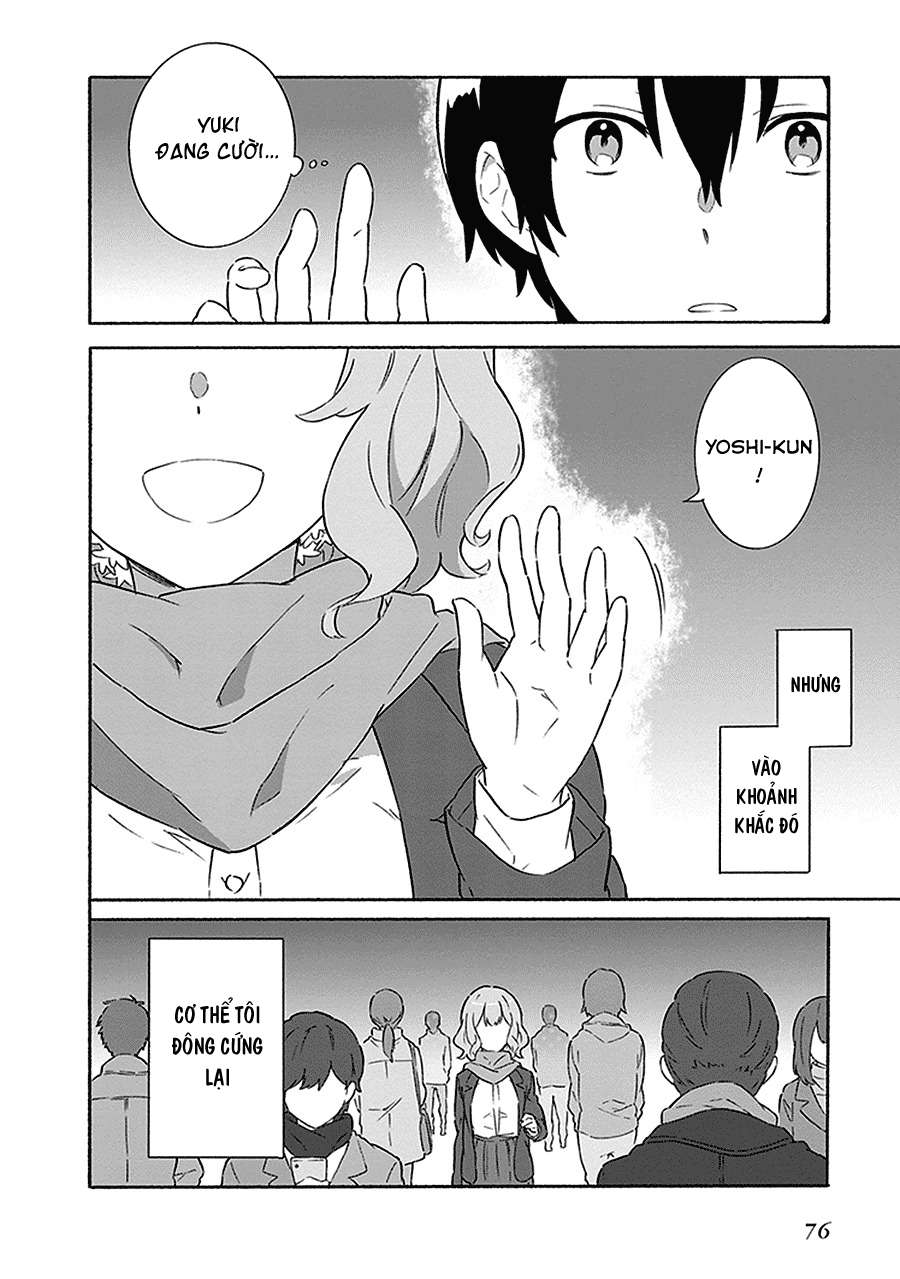 YUKI
ĐANG CƯỜI...
YOSHI-KUN
!
NHƯNG
VÀO
KHOẢNH
KHẮC ĐÓ
CƠ THỂ TÔI
ĐÔNG CỨNG
LẠI
76